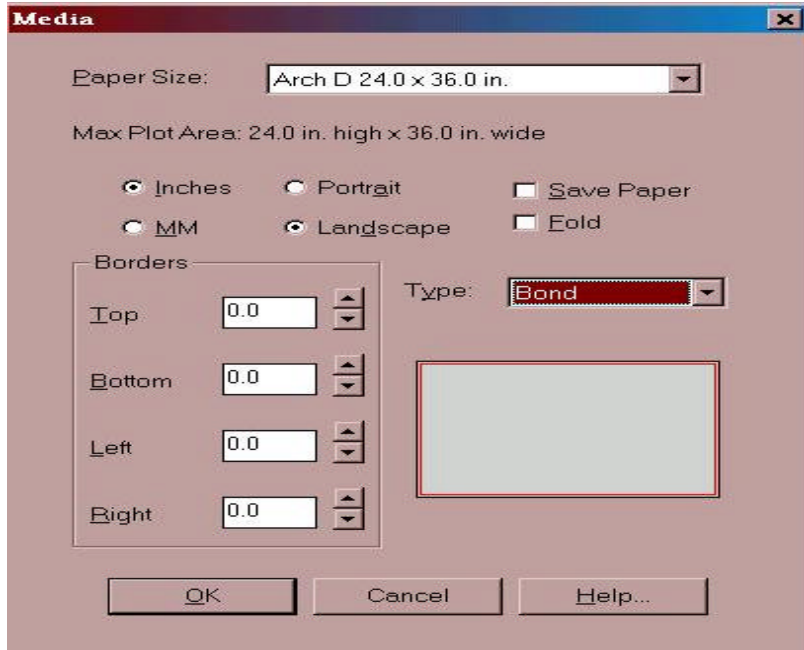 Media
Paper Size: Arch D 24.0 x 36.0 in.
Max Plot Area: 24.0 in. high x 36.0 in. wide
Inches Portrait Save Paper
MM Landscape Fold
Borders
Type: Bond
Top 0.0
Bottom 0.0
Left 0.0
Right 0.0
OK Cancel Help...